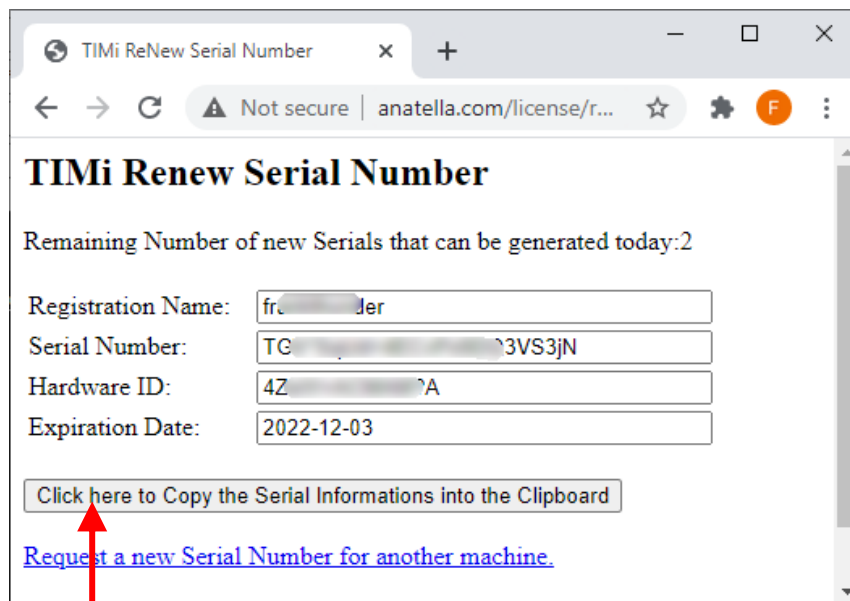 TIMi ReNew Serial Number
Not secure | anatella.com/license/r...
F
TIMi Renew Serial Number
Remaining Number of new Serials that can be generated today:2
Registration Name:
Serial Number:
Hardware ID:
Expiration Date: 2022-12-03
Click here to Copy the Serial Informations into the Clipboard
Request a new Serial Number for another machine.